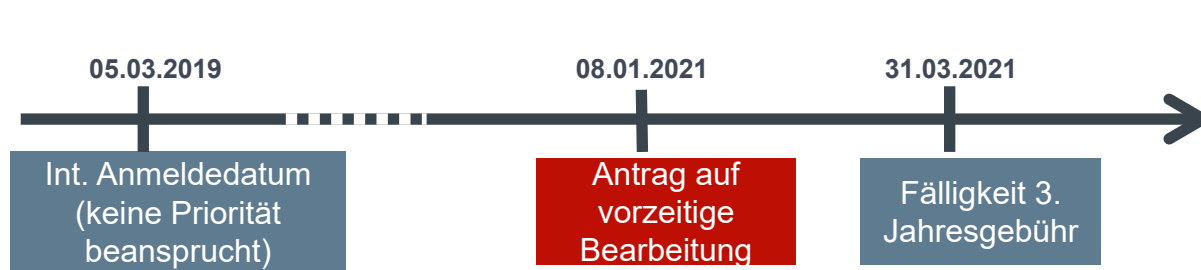 05.03.2019
08.01.2021
31.03.2021
Int. Anmeldedatum
(keine Priorität
beansprucht)
Antrag auf
vorzeitige
Bearbeitung
Fälligkeit 3.
Jahresgebühr